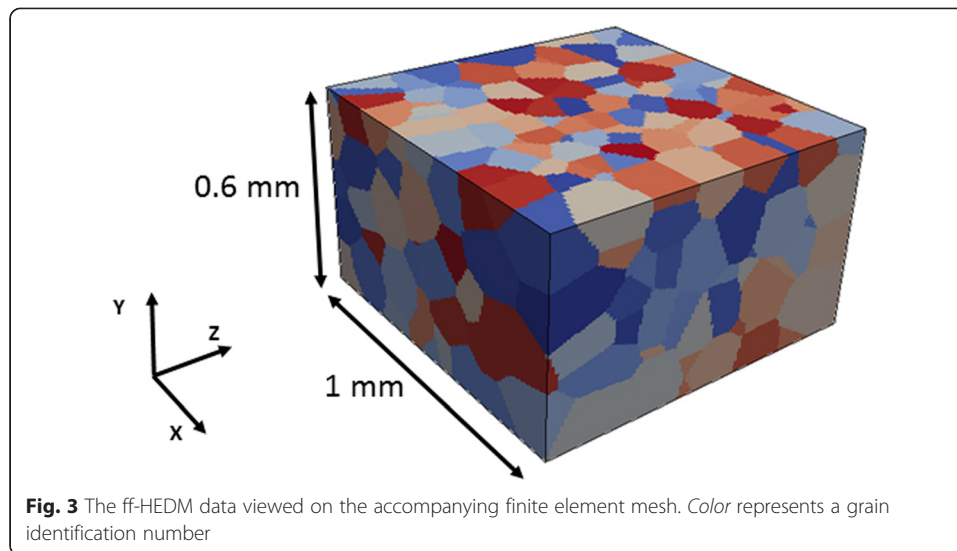 0.6 mm
1 mm
Y
Z
X
Fig. 3 The ff-HEDM data viewed on the accompanying finite element mesh. Color represents a grain
identification number